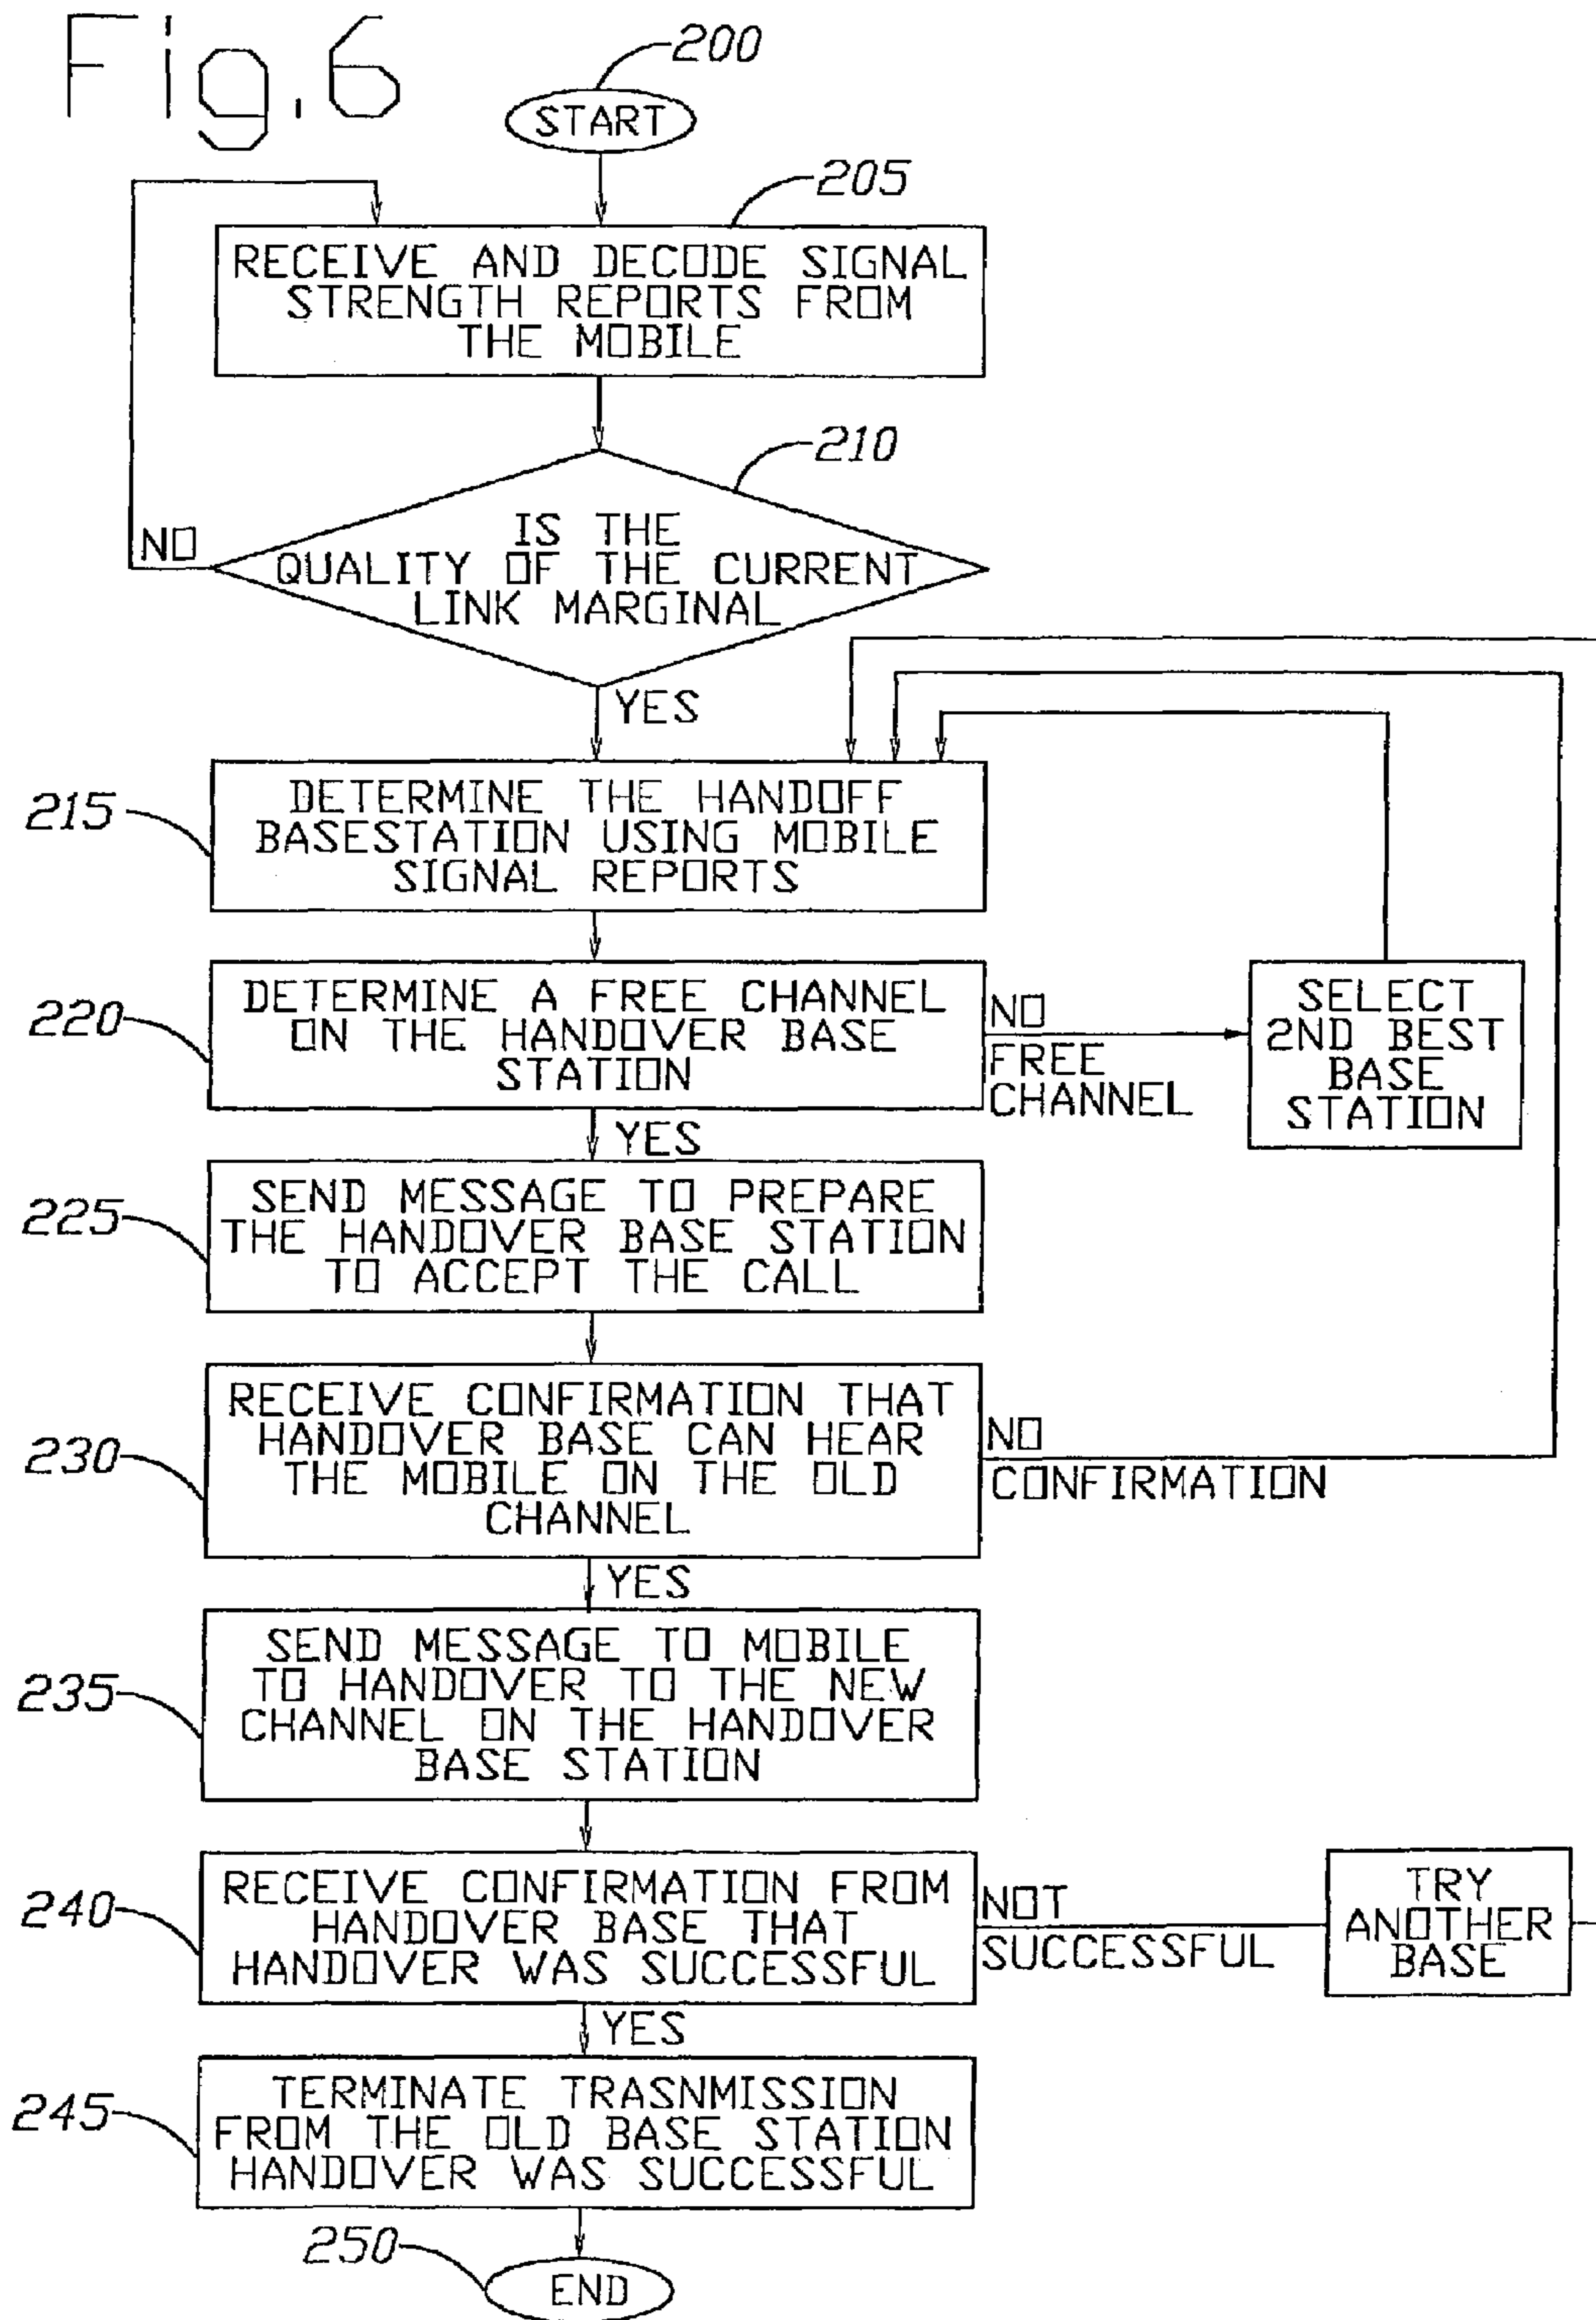 Fig.6
200
START
205
RECEIVE AND DECODE SIGNAL
STRENGTH REPORTS FROM
THE MOBILE
210
IS THE
QUALITY OF THE CURRENT
LINK MARGINAL
NO
YES
215
DETERMINE THE HANDOFF
BASESTATION USING MOBILE
SIGNAL REPORTS
220
DETERMINE A FREE CHANNEL
ON THE HANDOVER BASE
STATION
NO
FREE
CHANNEL
SELECT
2ND BEST
BASE
STATION
YES
225
SEND MESSAGE TO PREPARE
THE HANDOVER BASE STATION
TO ACCEPT THE CALL
230
RECEIVE CONFIRMATION THAT
HANDOVER BASE CAN HEAR
THE MOBILE ON THE OLD
CHANNEL
NO
CONFIRMATION
YES
235
SEND MESSAGE TO MOBILE
TO HANDOVER TO THE NEW
CHANNEL ON THE HANDOVER
BASE STATION
240
RECEIVE CONFIRMATION FROM
HANDOVER BASE THAT
HANDOVER WAS SUCCESSFUL
NOT
SUCCESSFUL
TRY
ANOTHER
BASE
YES
245
TERMINATE TRASNMISSION
FROM THE OLD BASE STATION
HANDOVER WAS SUCCESSFUL
250
END